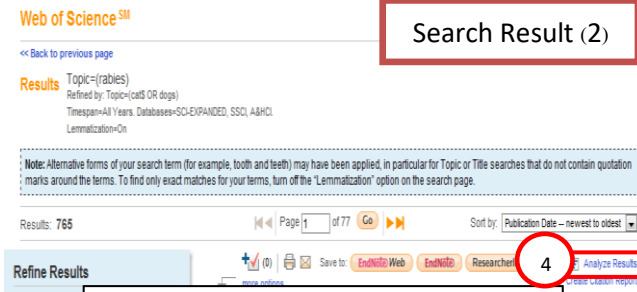 Web of Science SM
Search Result (2)
<< Back to previous page
Results Topic=(rabies)
Refined by: Topic=(cat$ OR dogs)
Timespan=All Years. Databases=SCI-EXPANDED, SSCI, A&HCI.
Lemmatization=On
Note: Alternative forms of your search term (for example, tooth and teeth) may have been applied, in particular for Topic or Title searches that do not contain quotation
marks around the terms. To find only exact matches for your terms, turn off the "Lemmatization" option on the search page.
Results: 765 Page 1 of 77 Go Sort by: Publication Date -- newest to oldest
Refine Results (0) Save to: EndNote Web EndNote 4 Analyze Results
more options Create Citation Report